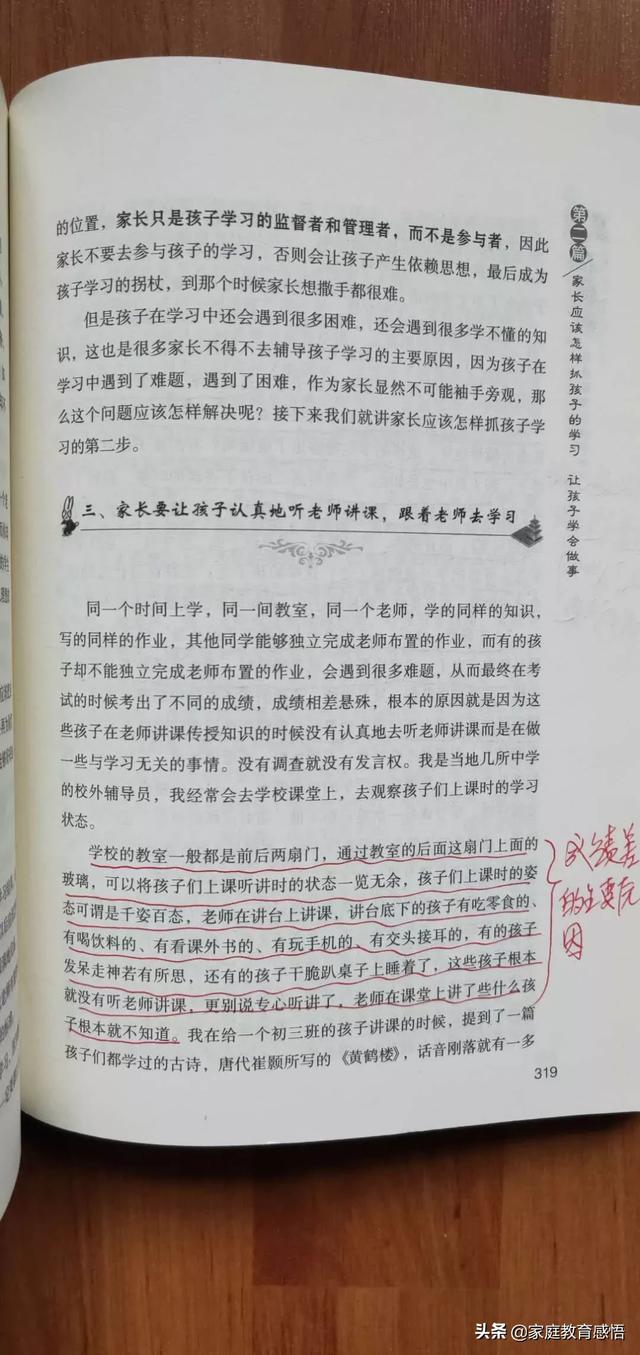 的位置，家长只是孩子学习的监督者和管理者，而不是参与者，因此
家长不要去参与孩子的学习，否则会让孩子产生依赖思想，最后成为
孩子学习的拐杖，到那个时候家长想撒手都很难。
但是孩子在学习中还会遇到很多困难，还会遇到很多学不懂的知
识，这也是很多家长不得不去辅导孩子学习的主要原因，因为孩子在
学习中遇到了难题，遇到了困难，作为家长显然不可能袖手旁观，那
么这个问题应该怎样解决呢？接下来我们就讲家长应该怎样抓孩子学
习的第二步。
三、家长要让孩子认真地听老师讲课，跟着老师去学习
同一个时间上学，同一间教室，同一个老师，学的同样的知识，
写的同样的作业，其他同学能够独立完成老师布置的作业，而有的孩
子却不能独立完成老师布置的作业，会遇到很多难题，从而最终在考
试的时候考出了不同的成绩，成绩相差悬殊，根本的原因就是因为这
些孩子在老师讲课传授知识的时候没有认真地去听老师讲课而是在做
一些与学习无关的事情。没有调查就没有发言权。我是当地几所中学
的校外辅导员，我经常会去学校课堂上，去观察孩子们上课时的学习
状态。
学校的教室一般都是前后两扇门，通过教室的后面这扇门上面的
玻璃，可以将孩子们上课听讲时的状态一览无余，孩子们上课时的姿
态可谓是千姿百态，老师在讲台上讲课，讲台底下的孩子有吃零食的、
有喝饮料的、有看课外书的、有玩手机的、有交头接耳的，有的孩子
发呆走神若有所思，还有的孩子干脆趴桌子上睡着了，这些孩子根本
就没有听老师讲课，更别说专心听讲了，老师在课堂上讲了些什么孩
子根本就不知道。我在给一个初三班的孩子讲课的时候，提到了一篇
孩子们都学过的古诗，唐代崔颢所写的《黄鹤楼》，话音刚落就有一多
319
第二篇
家长应该怎样抓孩子的学习 让孩子学会做事
成绩差
的主要原
因
头条 @家庭教育感悟